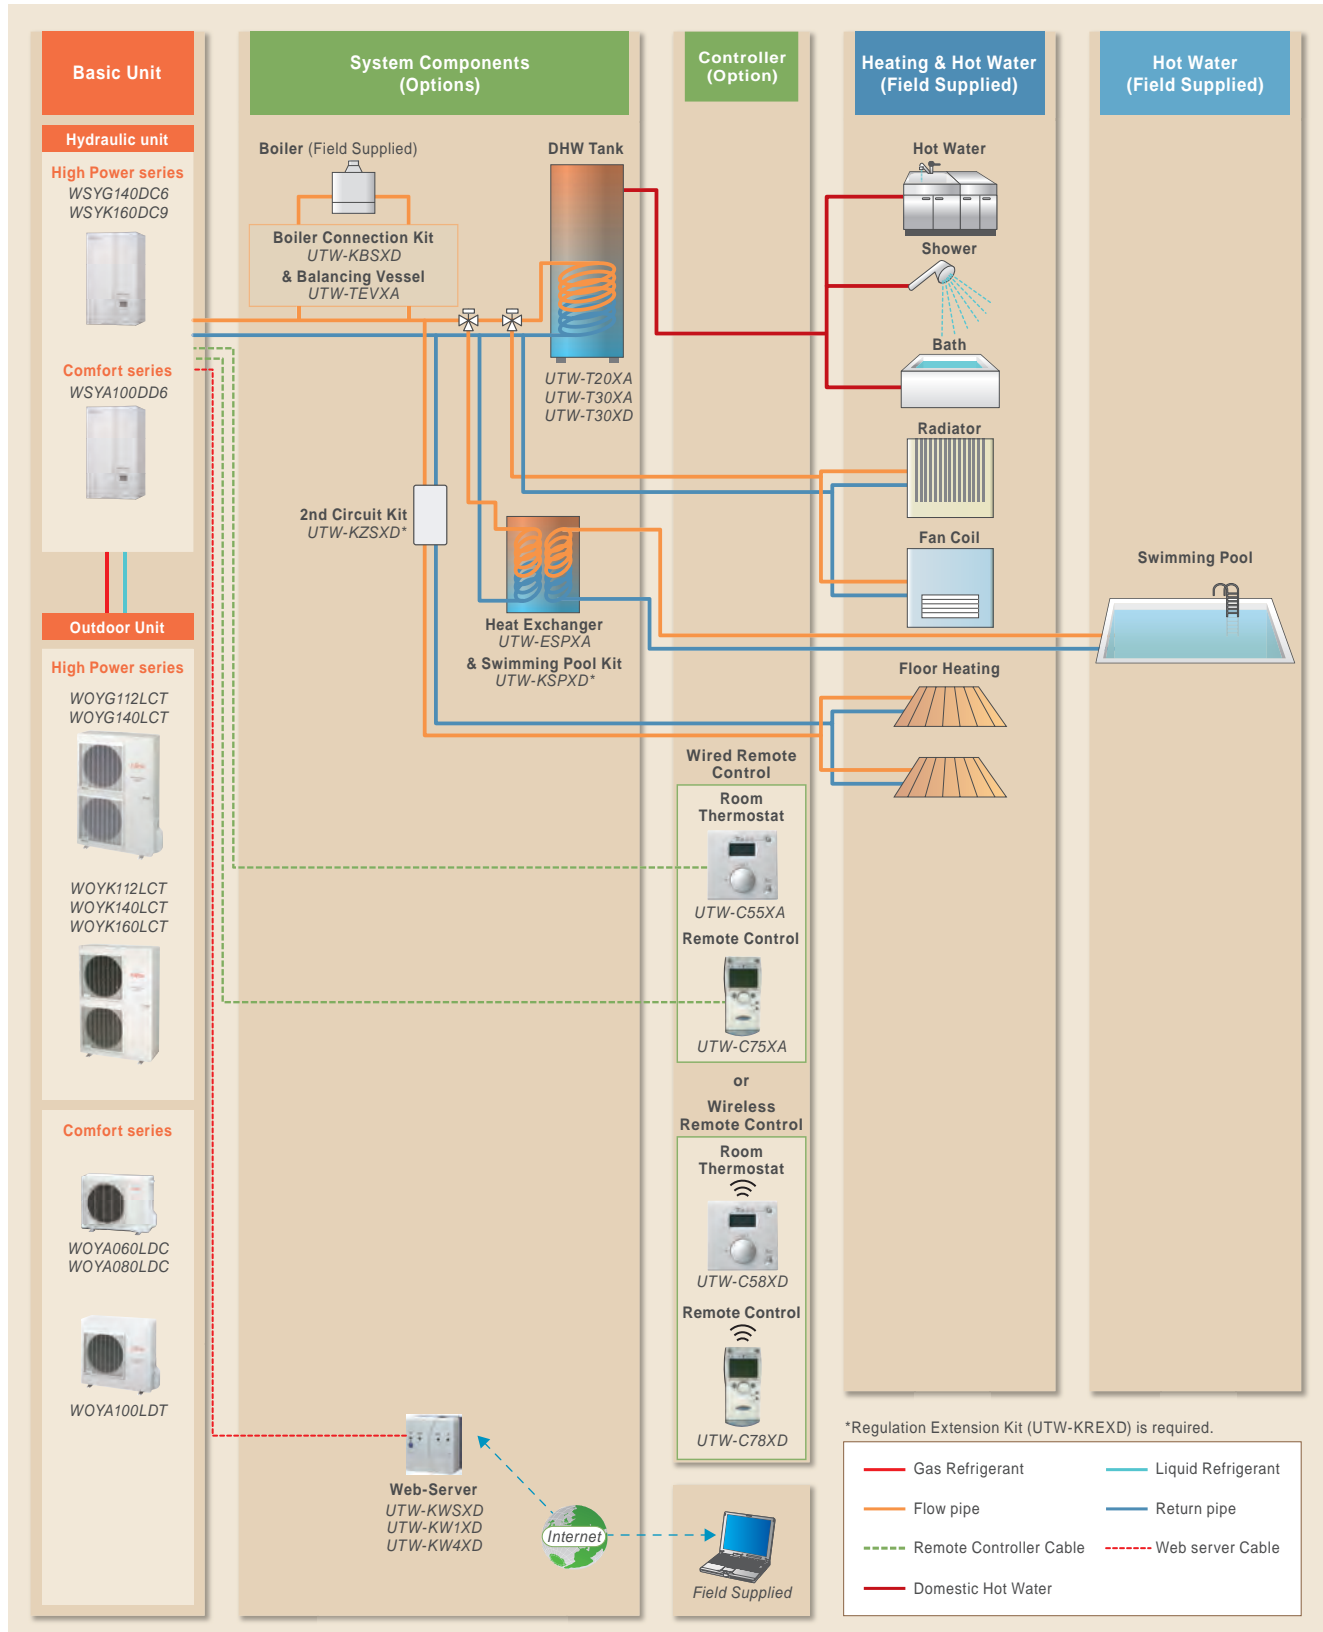 Basic Unit
Hydraulic unit
High Power series
WSYG140DC6
WSYK160DC9
Comfort series
WSYA100DD6
Outdoor Unit
High Power series
WOYG112LCT
WOYG140LCT
WOYK112LCT
WOYK140LCT
WOYK160LCT
Comfort series
WOYA060LDC
WOYA080LDC
WOYA100LDT
System Components
(Options)
Boiler (Field Supplied)
Boiler Connection Kit
UTW-KBSXD
& Balancing Vessel
UTW-TEVXA
DHW Tank
UTW-T20XA
UTW-T30XA
UTW-T30XD
2nd Circuit Kit
UTW-KZSXD*
Heat Exchanger
UTW-ESPXA
& Swimming Pool Kit
UTW-KSPXD*
Web-Server
UTW-KWSXD
UTW-KW1XD
UTW-KW4XD
Internet
Controller
(Option)
Wired Remote
Control
Room
Thermostat
UTW-C55XA
Remote Control
UTW-C75XA
or
Wireless
Remote Control
Room
Thermostat
UTW-C58XD
Remote Control
UTW-C78XD
Field Supplied
Heating & Hot Water
(Field Supplied)
Hot Water
Shower
Bath
Radiator
Fan Coil
Floor Heating
Hot Water
(Field Supplied)
Swimming Pool
*Regulation Extension Kit (UTW-KREXD) is required.
Gas Refrigerant
Liquid Refrigerant
Flow pipe
Return pipe
Remote Controller Cable
Web server Cable
Domestic Hot Water